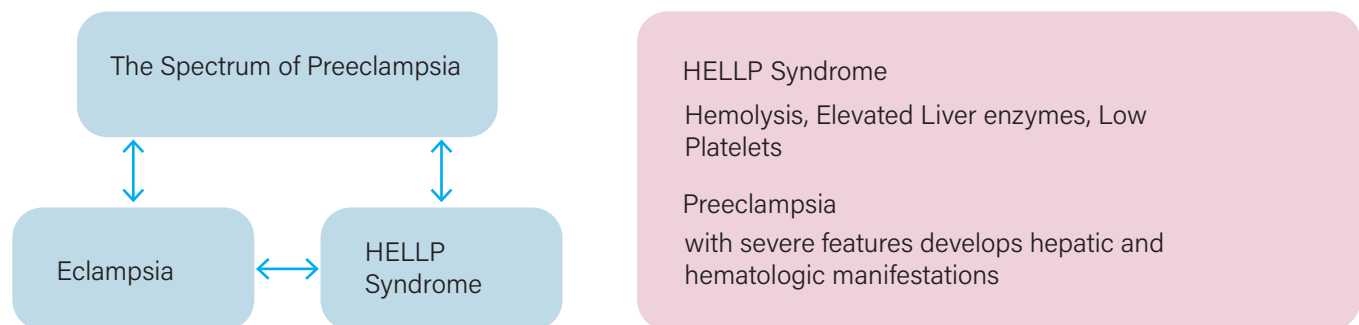 The Spectrum of Preeclampsia
Eclampsia
HELLP
Syndrome
HELLP Syndrome
Hemolysis, Elevated Liver enzymes, Low
Platelets
Preeclampsia
with severe features develops hepatic and
hematologic manifestations